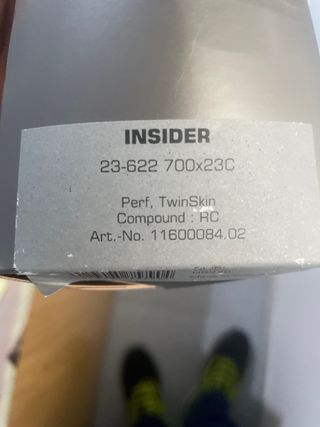 INSIDER
23-622 700x23C
Perf, TwinSkin
Compound : RC
Art.-No. 11600084.02